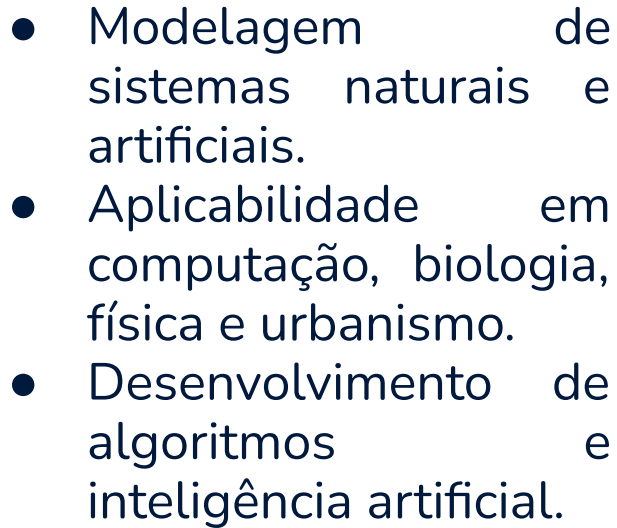 ● Modelagem de
sistemas naturais e
artificiais.
● Aplicabilidade em
computação, biologia,
física e urbanismo.
● Desenvolvimento de
algoritmos e
inteligência artificial.